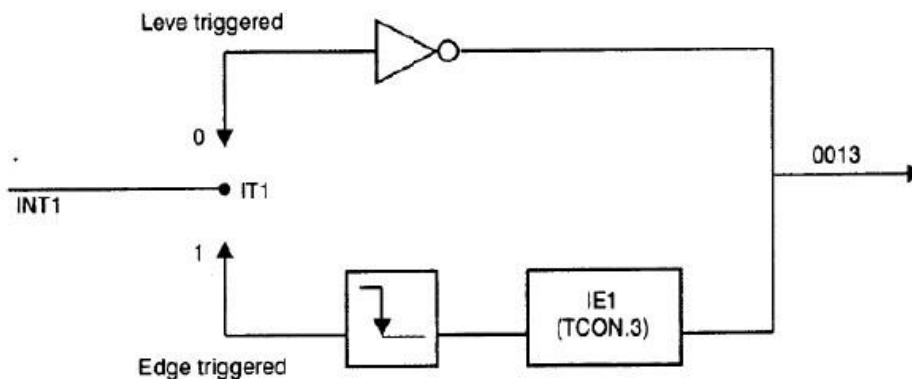 Leve triggered
0
INT1
IT1
0013
1
IE1
(TCON.3)
Edge triggered